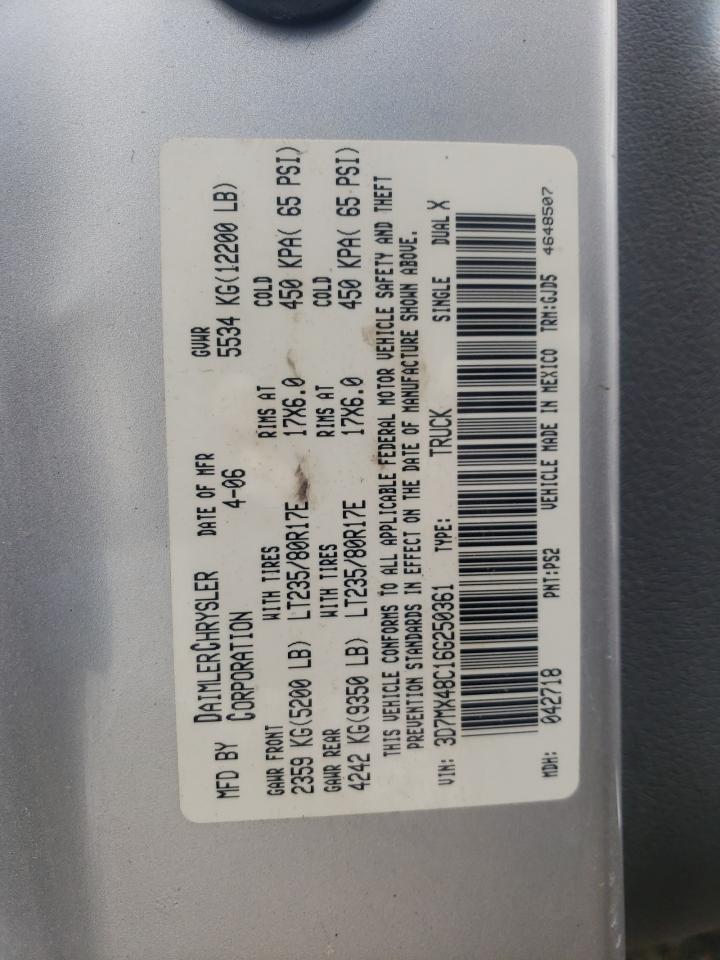 MFD BY DAIMLERCHRYSLER CORPORATION DATE OF MFR 4-06 GVWR 5534 KG(12200 LB)
GAWR FRONT WITH TIRES RIMS AT COLD
2359 KG(5200 LB) LT235/80R17E 17X6.0 450 KPA( 65 PSI)
GAWR REAR WITH TIRES RIMS AT COLD
4242 KG(9350 LB) LT235/80R17E 17X6.0 450 KPA( 65 PSI)
THIS VEHICLE CONFORMS TO ALL APPLICABLE FEDERAL MOTOR VEHICLE SAFETY AND THEFT
PREVENTION STANDARDS IN EFFECT ON THE DATE OF MANUFACTURE SHOWN ABOVE.
VIN: 3D7MX48C16G250361 TYPE: TRUCK SINGLE DUAL X
MDH: 042718 PNT:PS2 VEHICLE MADE IN MEXICO TRM:GJD5 4648507